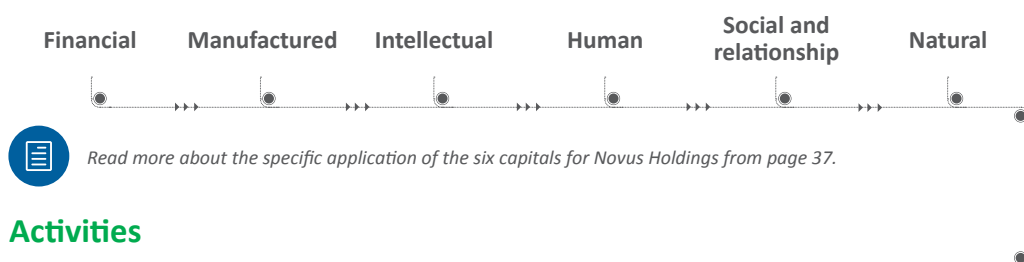 Financial Manufactured Intellectual Human Social and relationship Natural
Read more about the specific application of the six capitals for Novus Holdings from page 37.
Activities